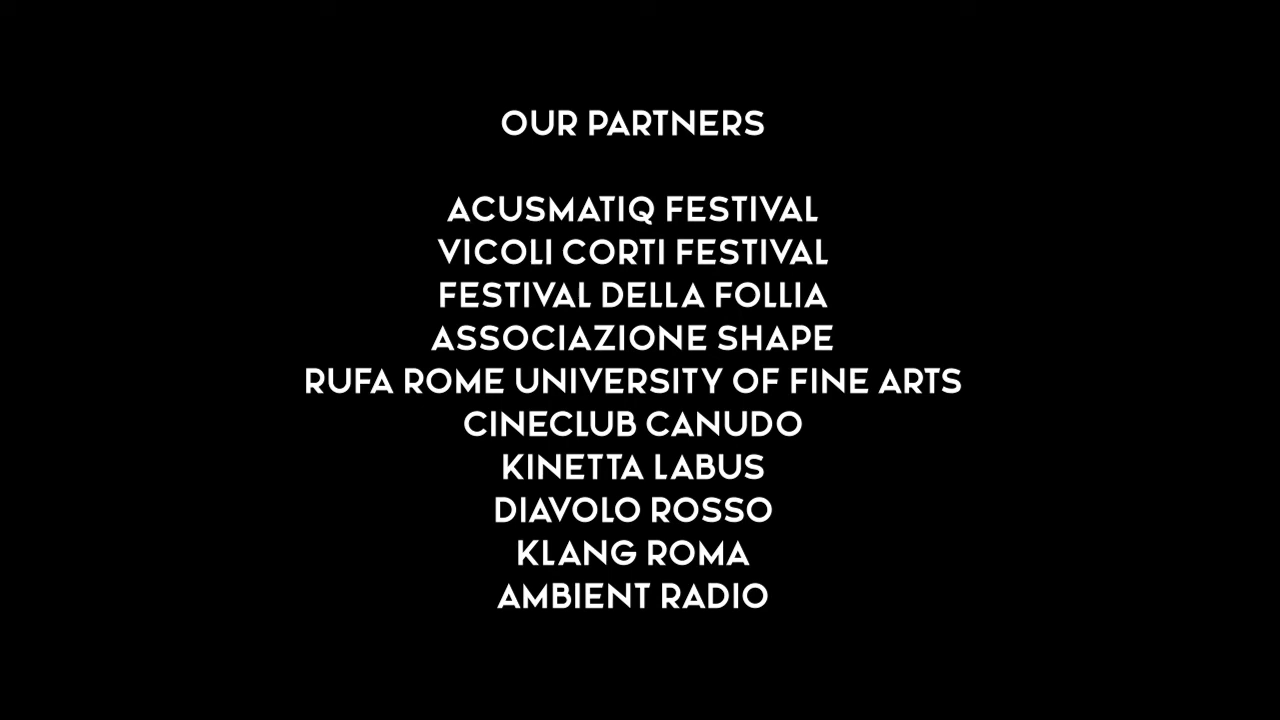 OUR PARTNERS
ACUSMATIQ FESTIVAL
VICOLI CORTI FESTIVAL
FESTIVAL DELLA FOLLIA
ASSOCIAZIONE SHAPE
RUFA ROME UNIVERSITY OF FINE ARTS
CINECLUB CANUDO
KINETTA LABUS
DIAVOLO ROSSO
KLANG ROMA
AMBIENT RADIO